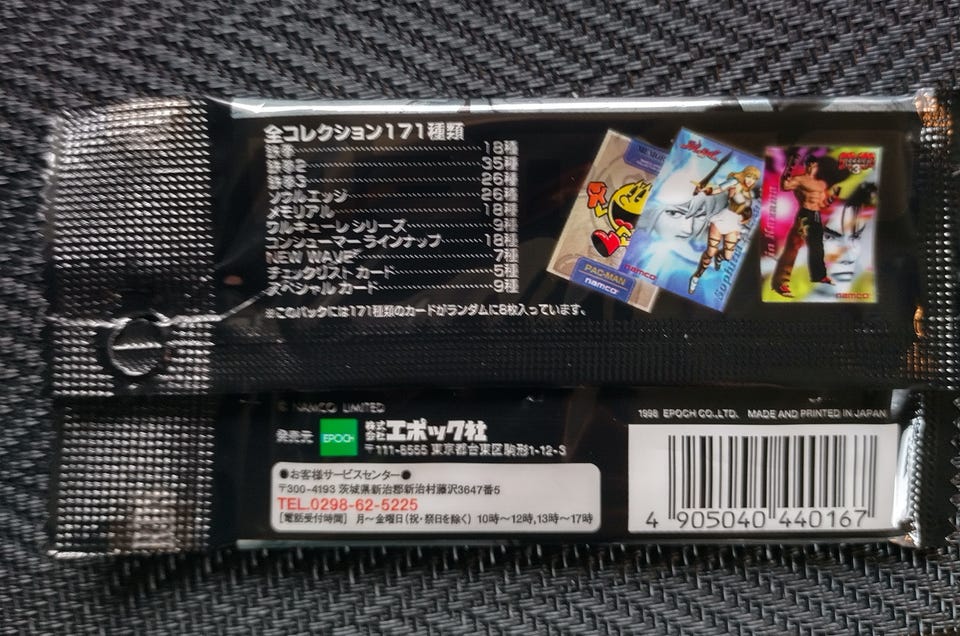 全コレクション171種類
鉄拳 18種
鉄拳2 35種
鉄拳3 26種
ソウルエッジ 26種
メモリアル 18種
ワルキューレシリーズ 9種
コンシューマーラインナップ 18種
NEW WAVE 7種
チェックリストカード 5種
スペシャルカード 9種
※このパックには171種類のカードがランダムに8枚入っています。
PAC-MAN
namco
namco
Sophitia
Jin Kazama
namco
© NAMCO LIMITED
発売元 EPOCH 株式会社エポック社
〒111-8555 東京都台東区駒形1-12-3
●お客様サービスセンター●
〒300-4193 茨城県新治郡新治村藤沢3647番5
TEL.0298-62-5225
[電話受付時間] 月〜金曜日(祝・祭日を除く) 10時〜12時,13時〜17時
1998 EPOCH CO.,LTD. MADE AND PRINTED IN JAPAN
4 905040 440167